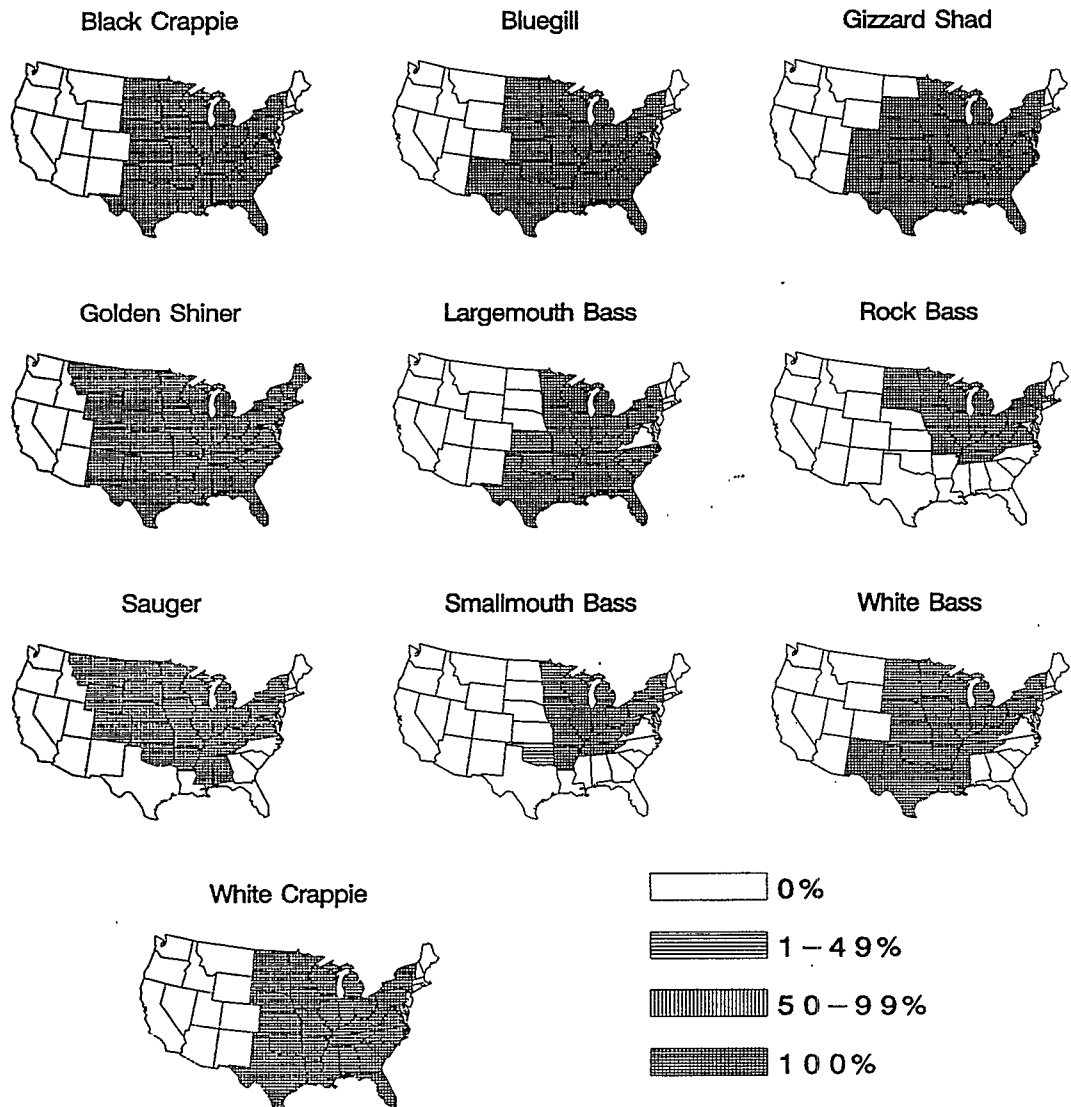 Black Crappie
Bluegill
Gizzard Shad
Golden Shiner
Largemouth Bass
Rock Bass
Sauger
Smallmouth Bass
White Bass
White Crappie
0%
1-49%
50-99%
100%